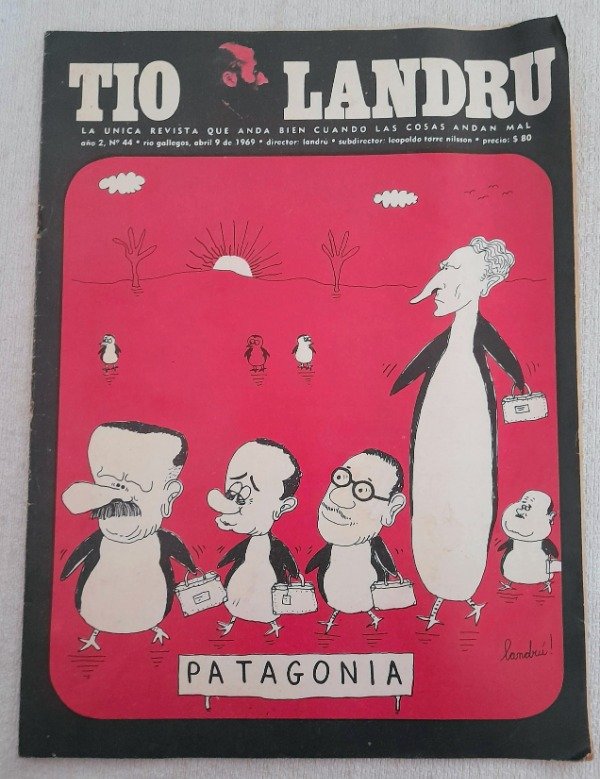 TIO LANDRU
LA UNICA REVISTA QUE ANDA BIEN CUANDO LAS COSAS ANDAN MAL
año 2, Nº 44 • río gallegos, abril 9 de 1969 • director: landrú • subdirector: leopoldo torre nilsson • precio: $ 80
landrú!
PATAGONIA